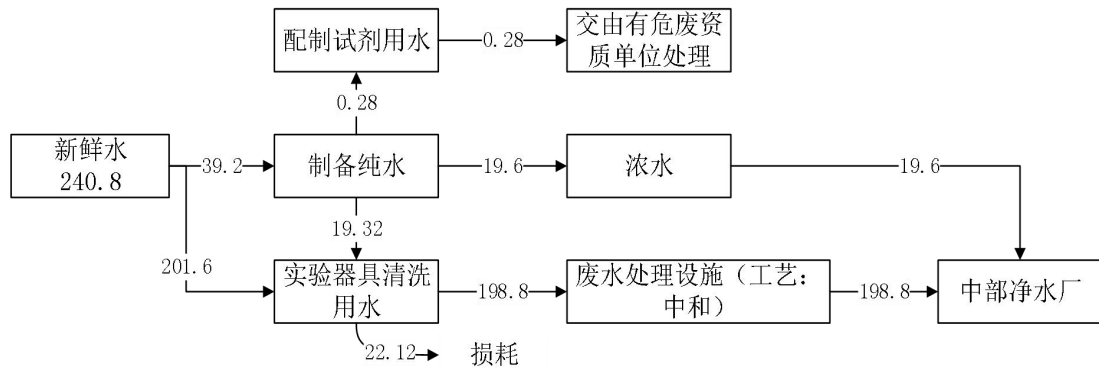 配制试剂用水
0.28
交由有危废资
质单位处理
0.28
新鲜水
240.8
39.2
制备纯水
19.6
浓水
19.6
19.32
201.6
实验器具清洗
用水
198.8
废水处理设施（工艺：
中和）
198.8
中部净水厂
22.12
损耗